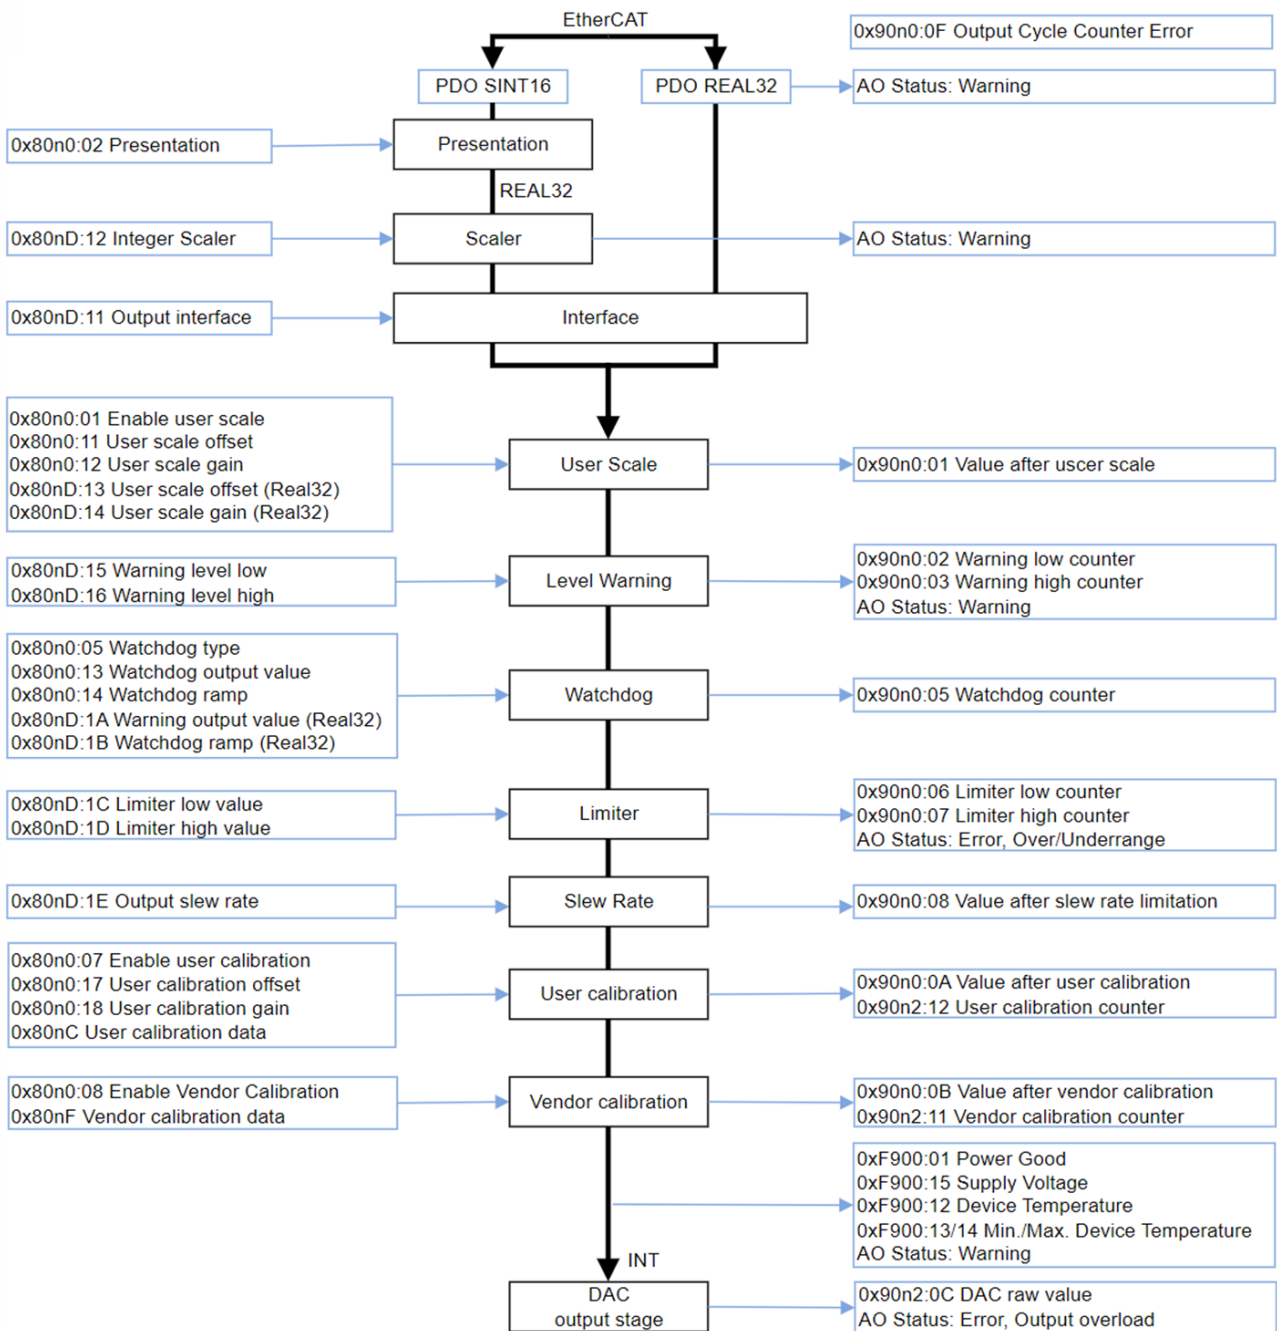 EtherCAT
0x90n0:0F Output Cycle Counter Error
PDO SINT16
PDO REAL32
AO Status: Warning
0x80n0:02 Presentation
Presentation
REAL32
0x80nD:12 Integer Scaler
Scaler
AO Status: Warning
0x80nD:11 Output interface
Interface
0x80n0:01 Enable user scale
0x80n0:11 User scale offset
0x80n0:12 User scale gain
0x80nD:13 User scale offset (Real32)
0x80nD:14 User scale gain (Real32)
User Scale
0x90n0:01 Value after uscer scale
0x80nD:15 Warning level low
0x80nD:16 Warning level high
Level Warning
0x90n0:02 Warning low counter
0x90n0:03 Warning high counter
AO Status: Warning
0x80n0:05 Watchdog type
0x80n0:13 Watchdog output value
0x80n0:14 Watchdog ramp
0x80nD:1A Warning output value (Real32)
0x80nD:1B Watchdog ramp (Real32)
Watchdog
0x90n0:05 Watchdog counter
0x80nD:1C Limiter low value
0x80nD:1D Limiter high value
Limiter
0x90n0:06 Limiter low counter
0x90n0:07 Limiter high counter
AO Status: Error, Over/Underrange
0x80nD:1E Output slew rate
Slew Rate
0x90n0:08 Value after slew rate limitation
0x80n0:07 Enable user calibration
0x80n0:17 User calibration offset
0x80n0:18 User calibration gain
0x80nC User calibration data
User calibration
0x90n0:0A Value after user calibration
0x90n2:12 User calibration counter
0x80n0:08 Enable Vendor Calibration
0x80nF Vendor calibration data
Vendor calibration
0x90n0:0B Value after vendor calibration
0x90n2:11 Vendor calibration counter
0xF900:01 Power Good
0xF900:15 Supply Voltage
0xF900:12 Device Temperature
0xF900:13/14 Min./Max. Device Temperature
AO Status: Warning
INT
DAC
output stage
0x90n2:0C DAC raw value
AO Status: Error, Output overload